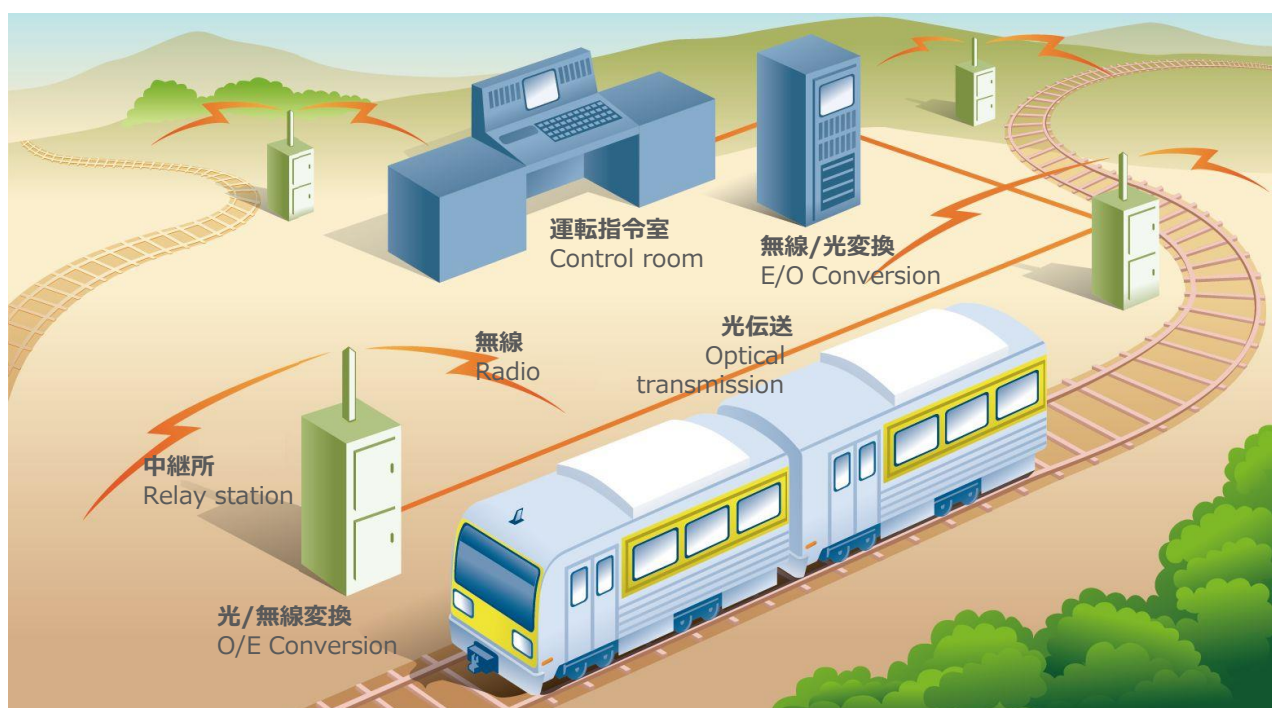 運転指令室
Control room
無線/光変換
E/O Conversion
無線
Radio
光伝送
Optical
transmission
中継所
Relay station
光/無線変換
O/E Conversion